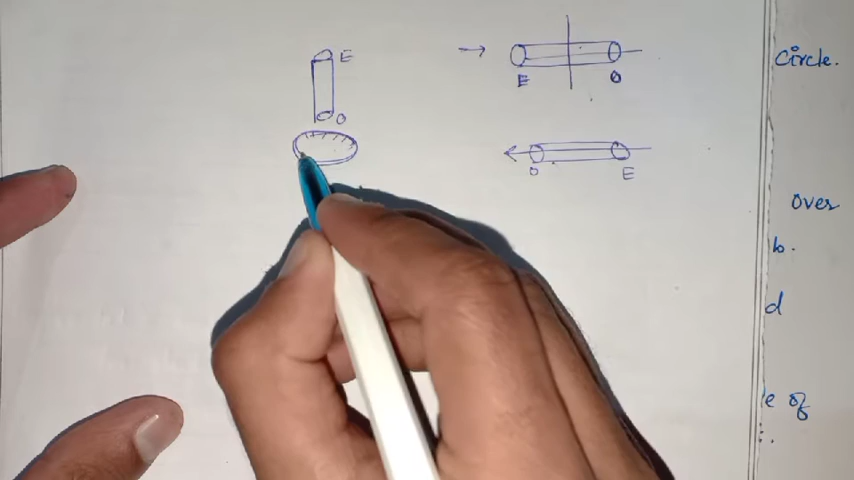 E
O
→
E O
O E
Circle.
over
b.
d
e of